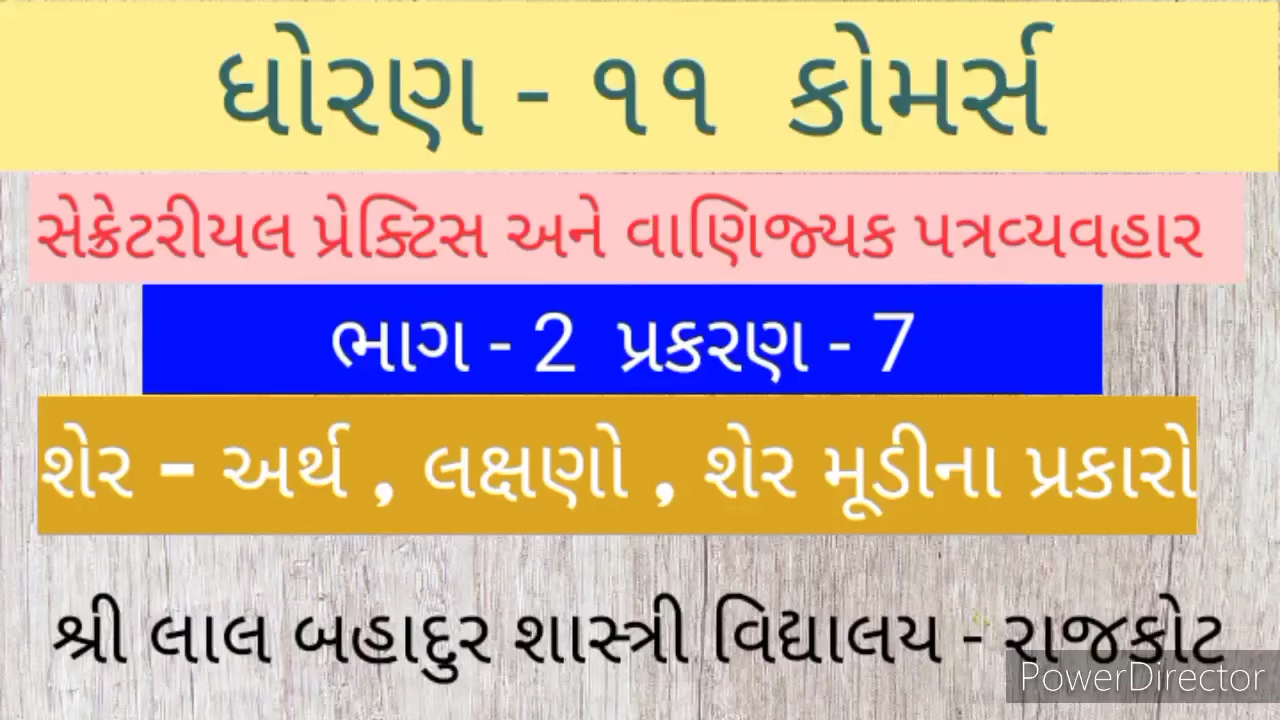 ધોરણ - ૧૧ કોમર્સ
સેક્રેટરીયલ પ્રેક્ટિસ અને વાણિજ્યક પત્રવ્યવહાર
ભાગ - 2 પ્રકરણ - 7
શેર - અર્થ , લક્ષણો , શેર મૂડીના પ્રકારો
શ્રી લાલ બહાદુર શાસ્ત્રી વિદ્યાલય - રાજકોટ
PowerDirector